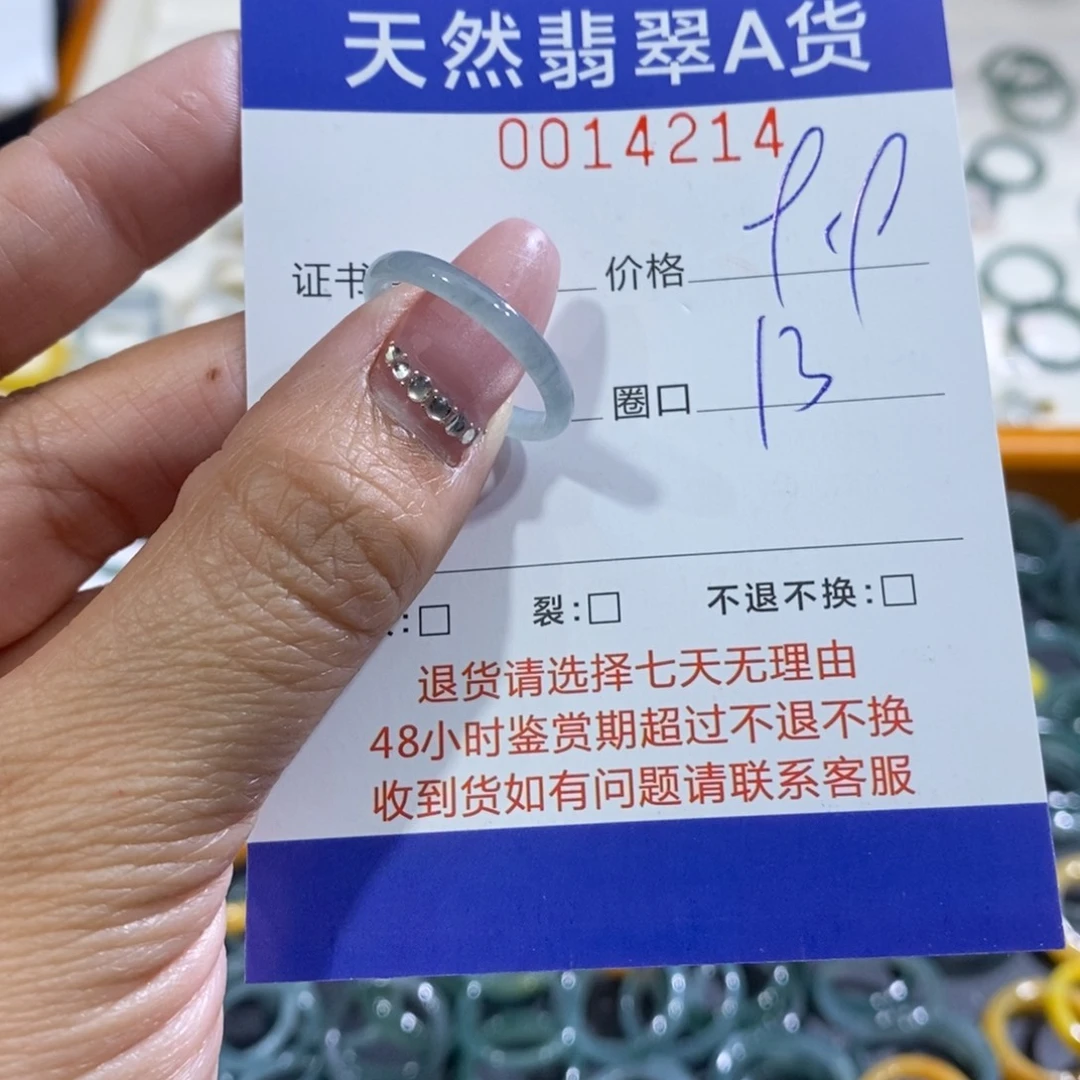 天然翡翠A货
0014214
证书 价格
圈口 13
裂:□ 不退不换:□
退货请选择七天无理由
48小时鉴赏期超过不退不换
收到货如有问题请联系客服